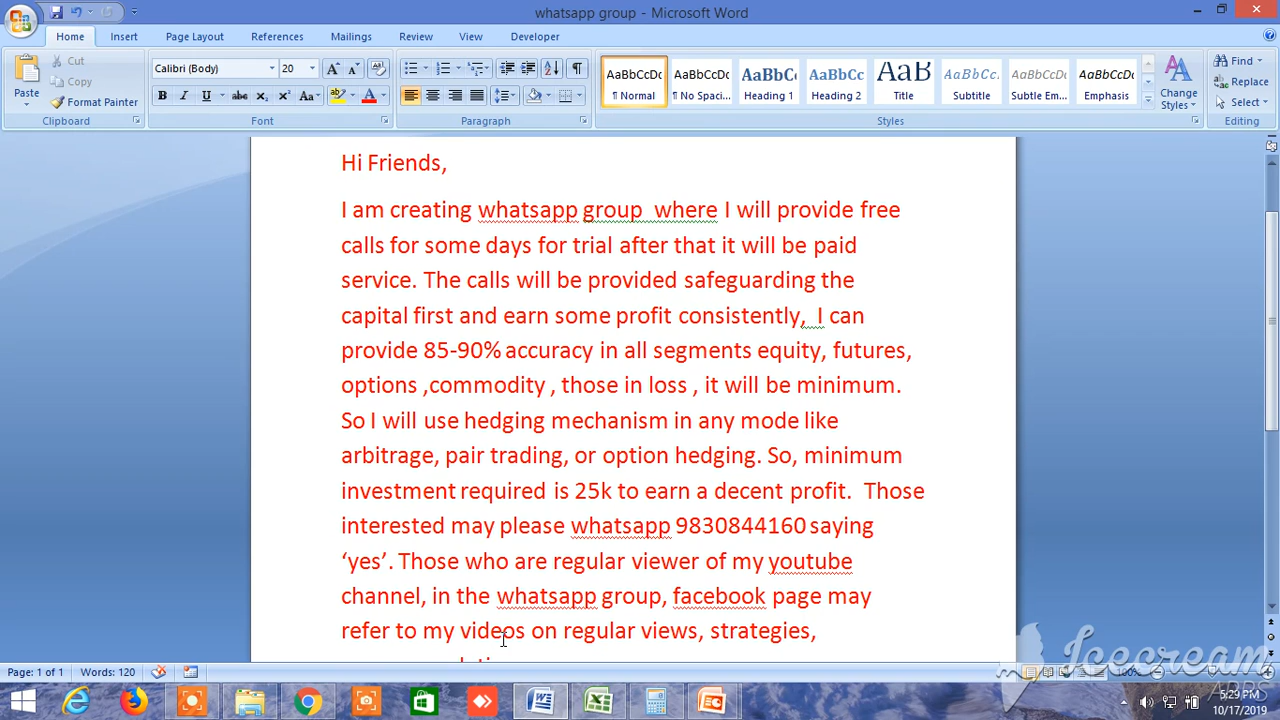 whatsapp group - Microsoft Word
Home Insert Page Layout References Mailings Review View Developer
Paste
Cut
Copy
Format Painter
Clipboard
Calibri (Body) 20
B I U abc x₂ x² Aa
Font
Paragraph
AaBbCcDc AaBbCcDc AaBbCc AaBbCc AaB AaBbCc. AaBbCcDc AaBbCcDc
¶ Normal ¶ No Spaci... Heading 1 Heading 2 Title Subtitle Subtle Em... Emphasis
Change
Styles
Styles
Find
Replace
Select
Editing
Hi Friends,
I am creating whatsapp group  where I will provide free
calls for some days for trial after that it will be paid
service. The calls will be provided safeguarding the
capital first and earn some profit consistently,  I can
provide 85-90% accuracy in all segments equity, futures,
options ,commodity , those in loss , it will be minimum.
So I will use hedging mechanism in any mode like
arbitrage, pair trading, or option hedging. So, minimum
investment required is 25k to earn a decent profit.  Those
interested may please whatsapp 9830844160 saying
‘yes’. Those who are regular viewer of my youtube
channel, in the whatsapp group, facebook page may
refer to my videos on regular views, strategies,
Page: 1 of 1 Words: 120 100%
Icecream
APPS
5:29 PM
10/17/2019